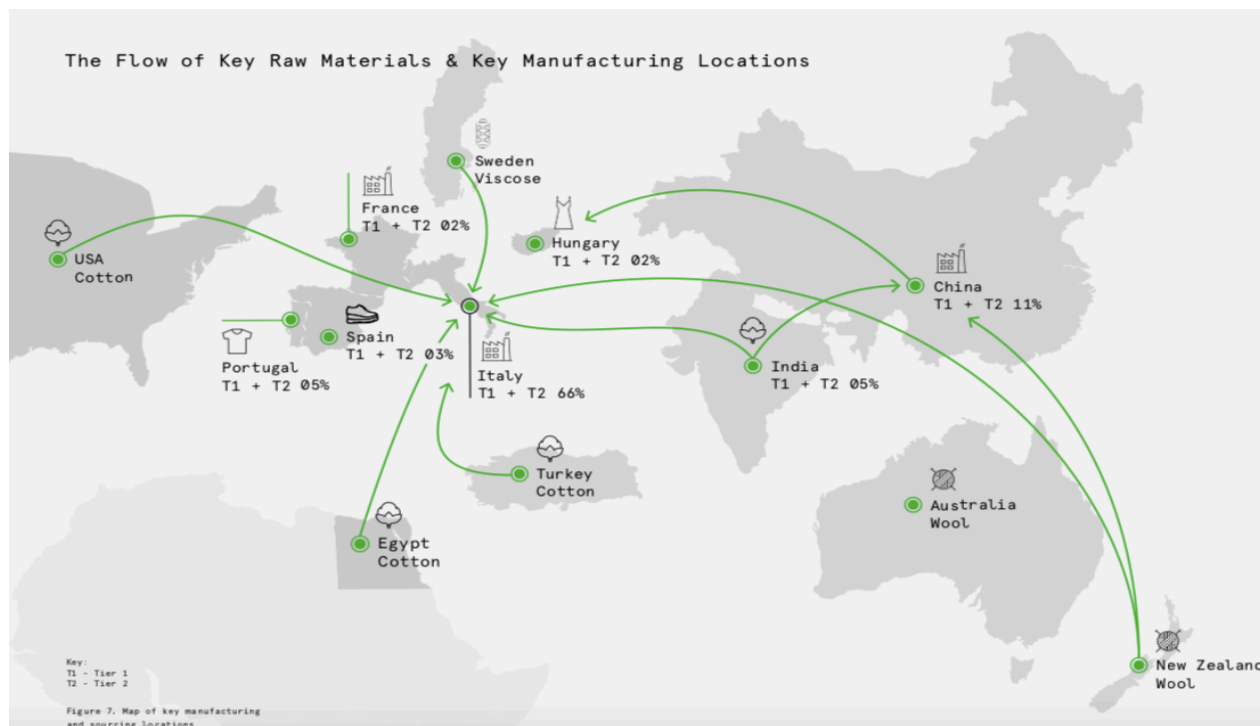 The Flow of Key Raw Materials & Key Manufacturing Locations
Sweden
Viscose
France
T1 + T2 02%
Hungary
T1 + T2 02%
USA
Cotton
China
T1 + T2 11%
Spain
T1 + T2 03%
Portugal
T1 + T2 05%
Italy
T1 + T2 66%
India
T1 + T2 05%
Turkey
Cotton
Australia
Wool
Egypt
Cotton
New Zealand
Wool
Key:
T1 - Tier 1
T2 - Tier 2
Figure 7. Map of key manufacturing
and sourcing locations